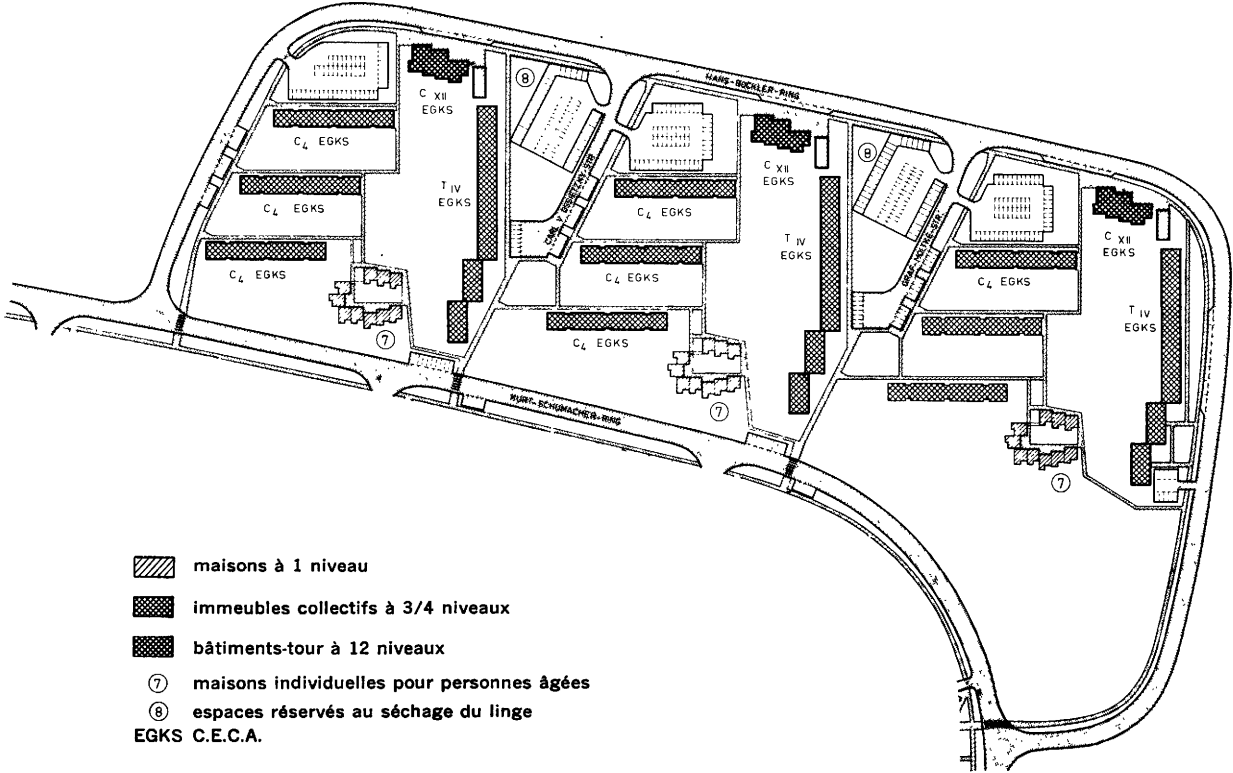 HANS-BÖCKLER-RING
⑧
C XII
EGKS
C₄ EGKS
T IV
EGKS
C₄ EGKS
C₄ EGKS
⑦
C XII
EGKS
⑧
C₄ EGKS
T IV
EGKS
C₄ EGKS
C₄ EGKS
⑦
C XII
EGKS
C₄ EGKS
T IV
EGKS
⑦
GRAF-MOLTKE-STR.
KURT-SCHUMACHER-RING
maisons à 1 niveau
immeubles collectifs à 3/4 niveaux
bâtiments-tour à 12 niveaux
⑦ maisons individuelles pour personnes âgées
⑧ espaces réservés au séchage du linge
EGKS C.E.C.A.